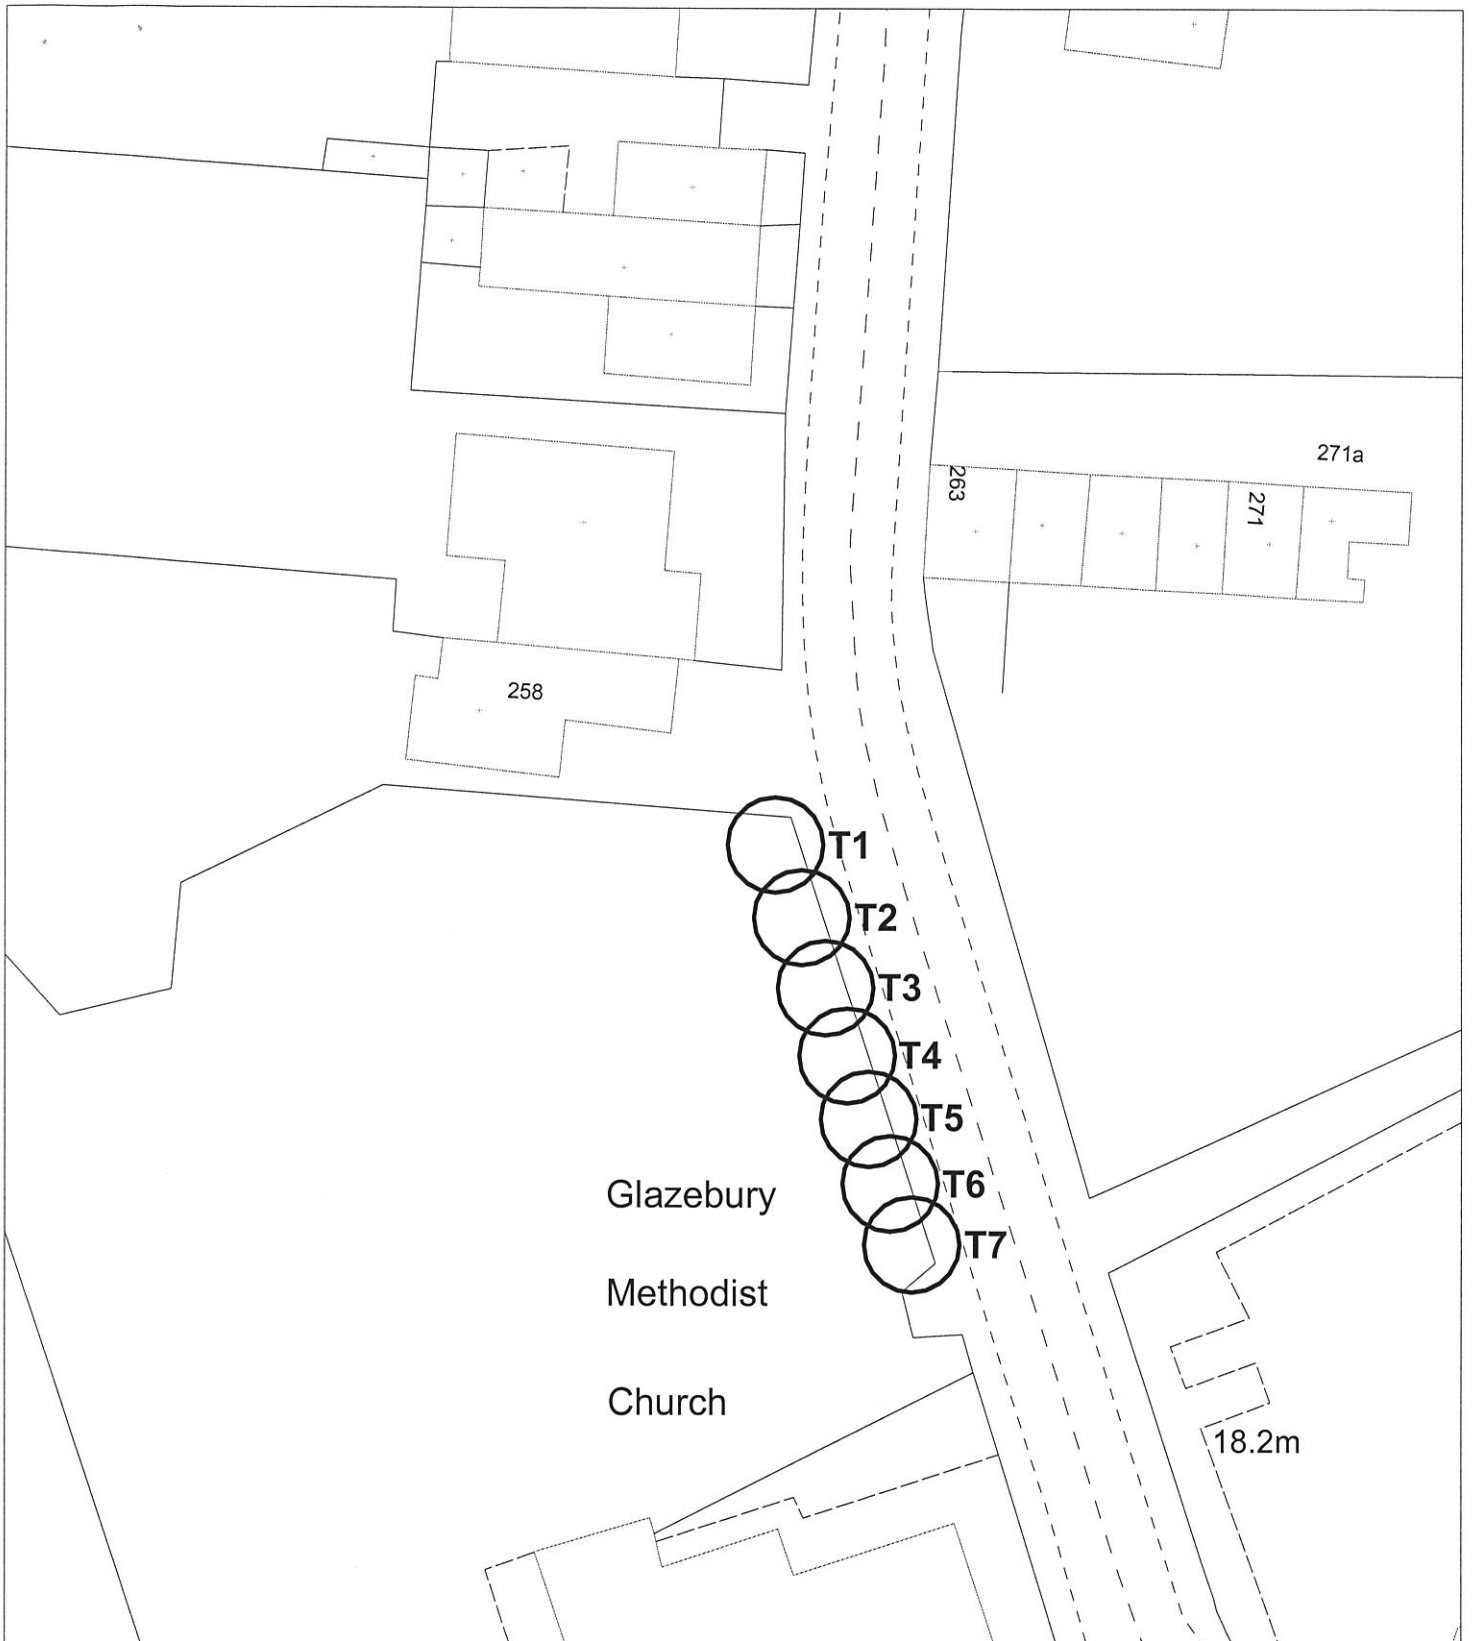 271a
263
271
258
T1
T2
T3
T4
T5
T6
Glazebury
T7
Methodist
Church
18.2m